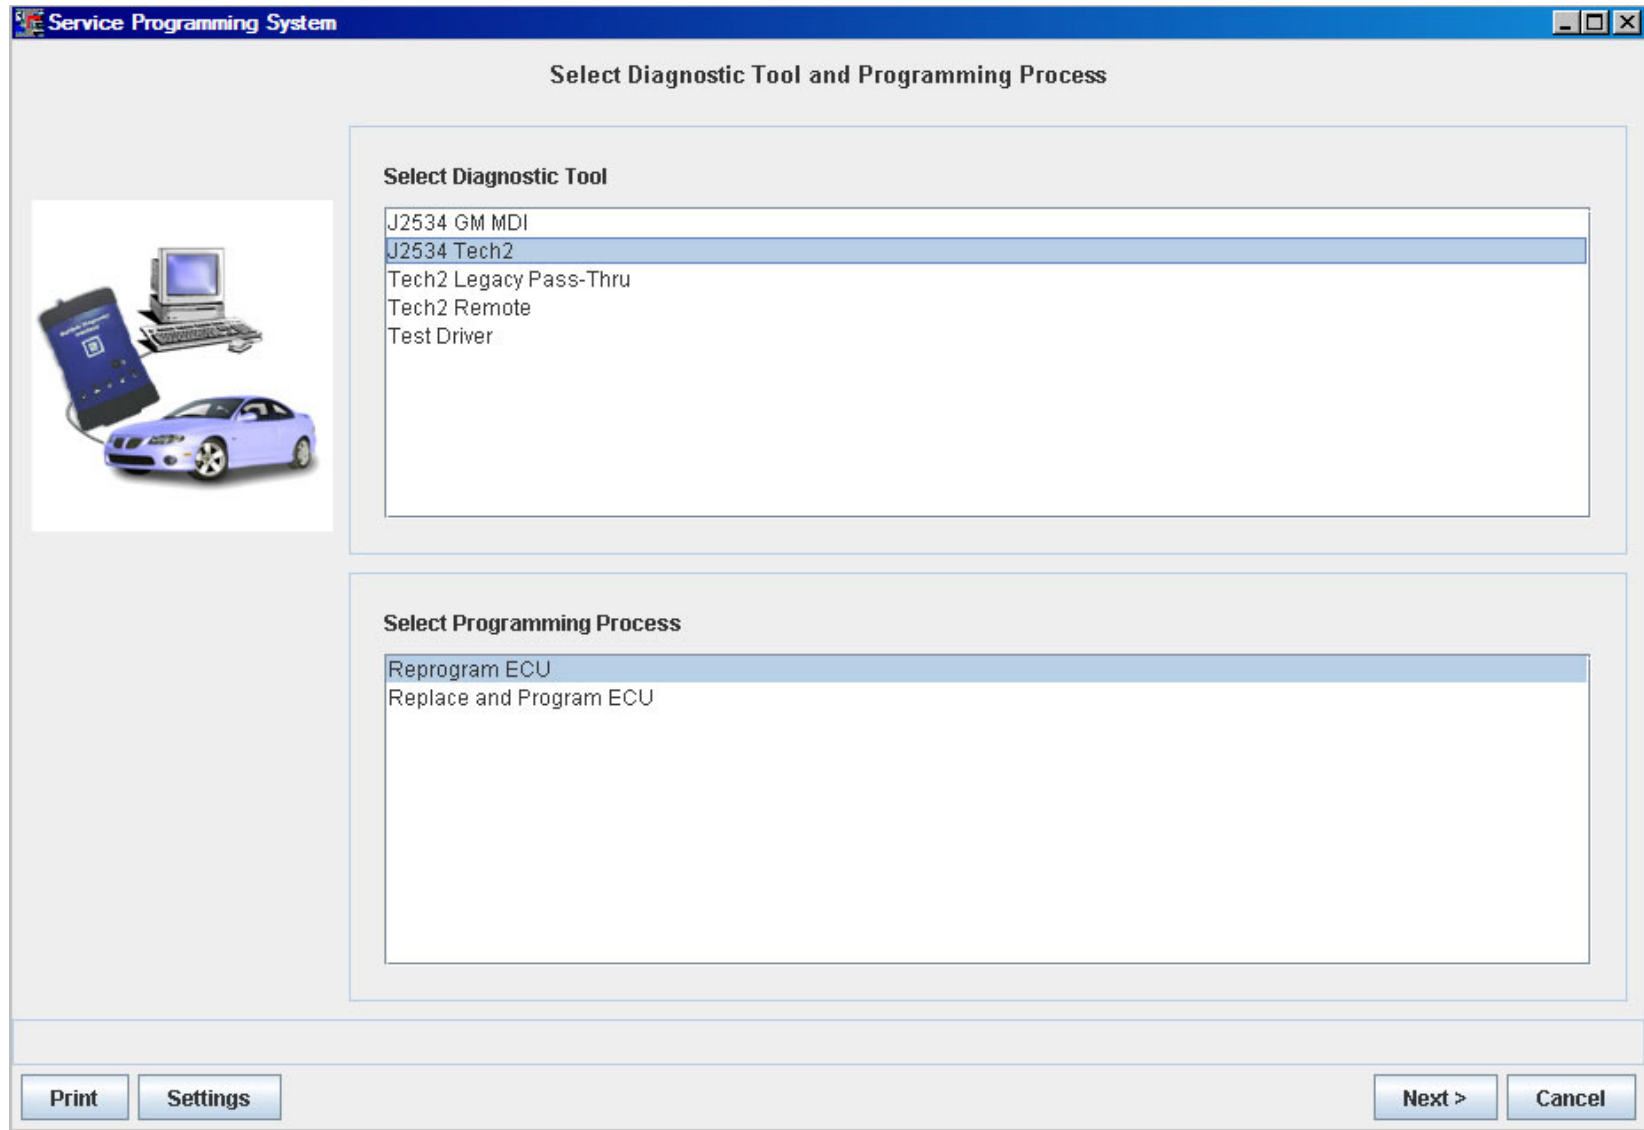 Service Programming System
Select Diagnostic Tool and Programming Process
Select Diagnostic Tool
J2534 GM MDI
J2534 Tech2
Tech2 Legacy Pass-Thru
Tech2 Remote
Test Driver
Select Programming Process
Reprogram ECU
Replace and Program ECU
Print
Settings
Next >
Cancel